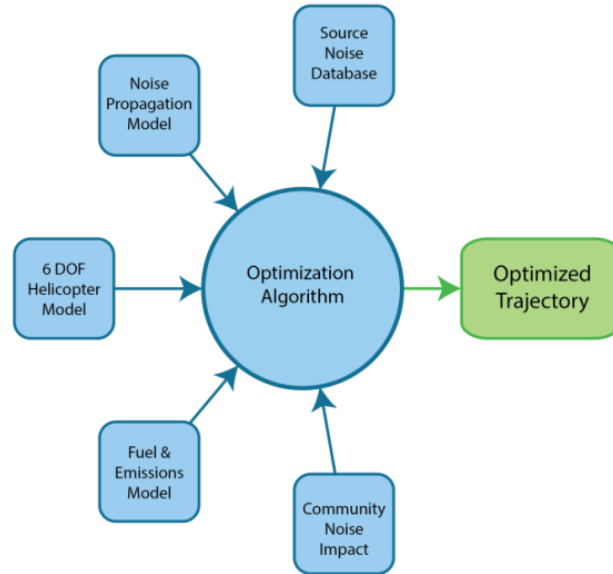 Source
Noise
Database
Noise
Propagation
Model
6 DOF
Helicopter
Model
Optimization
Algorithm
Optimized
Trajectory
Fuel &
Emissions
Model
Community
Noise
Impact